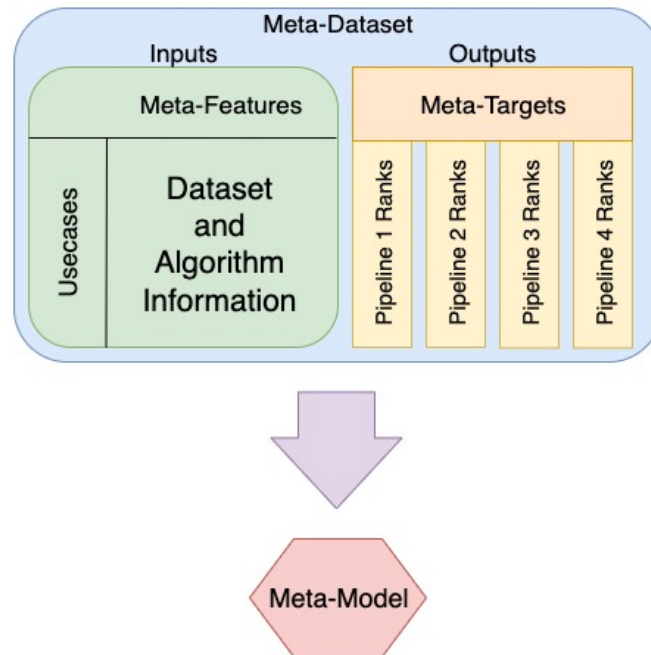 Meta-Dataset
Inputs
Outputs
Meta-Features
Meta-Targets
Usecases
Dataset
and
Algorithm
Information
Pipeline 1 Ranks
Pipeline 2 Ranks
Pipeline 3 Ranks
Pipeline 4 Ranks
Meta-Model